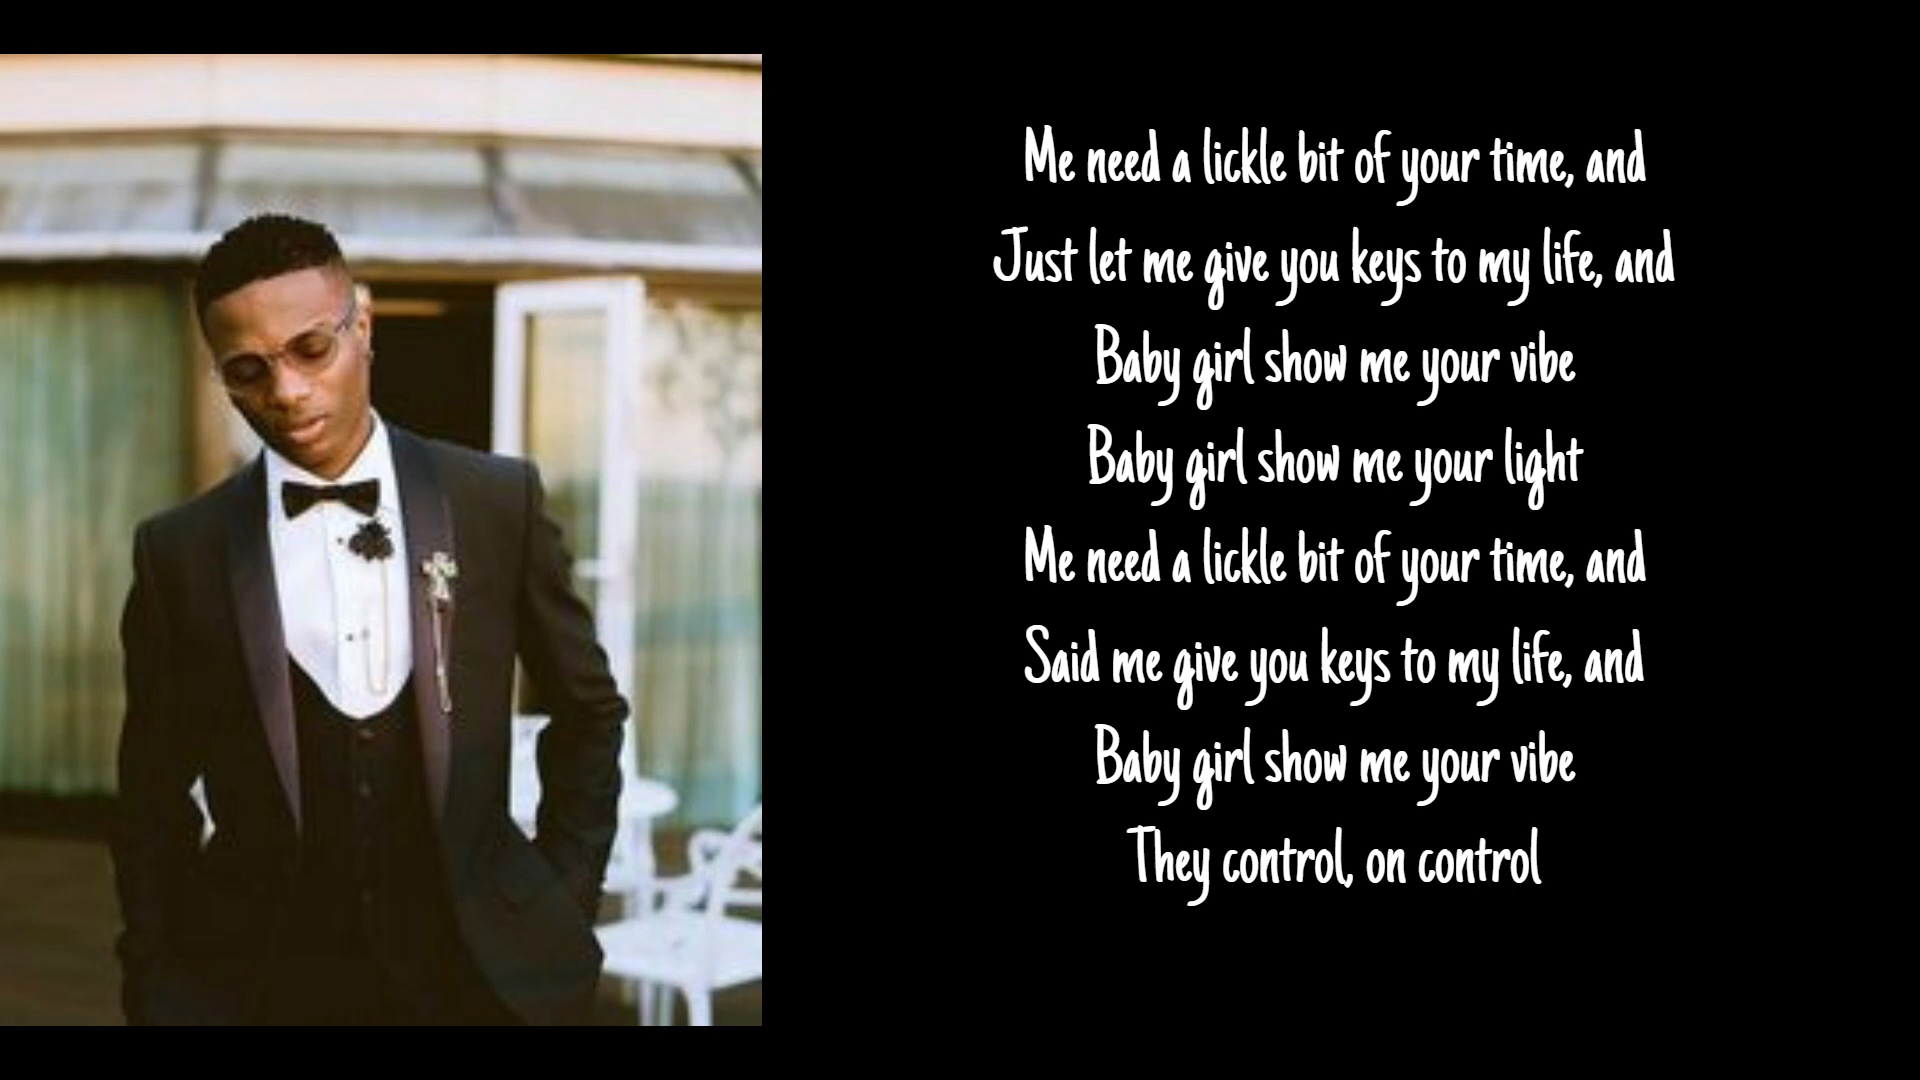 Me need a lickle bit of your time, and
Just let me give you keys to my life, and
Baby girl show me your vibe
Baby girl show me your light
Me need a lickle bit of your time, and
Said me give you keys to my life, and
Baby girl show me your vibe
They control, on control